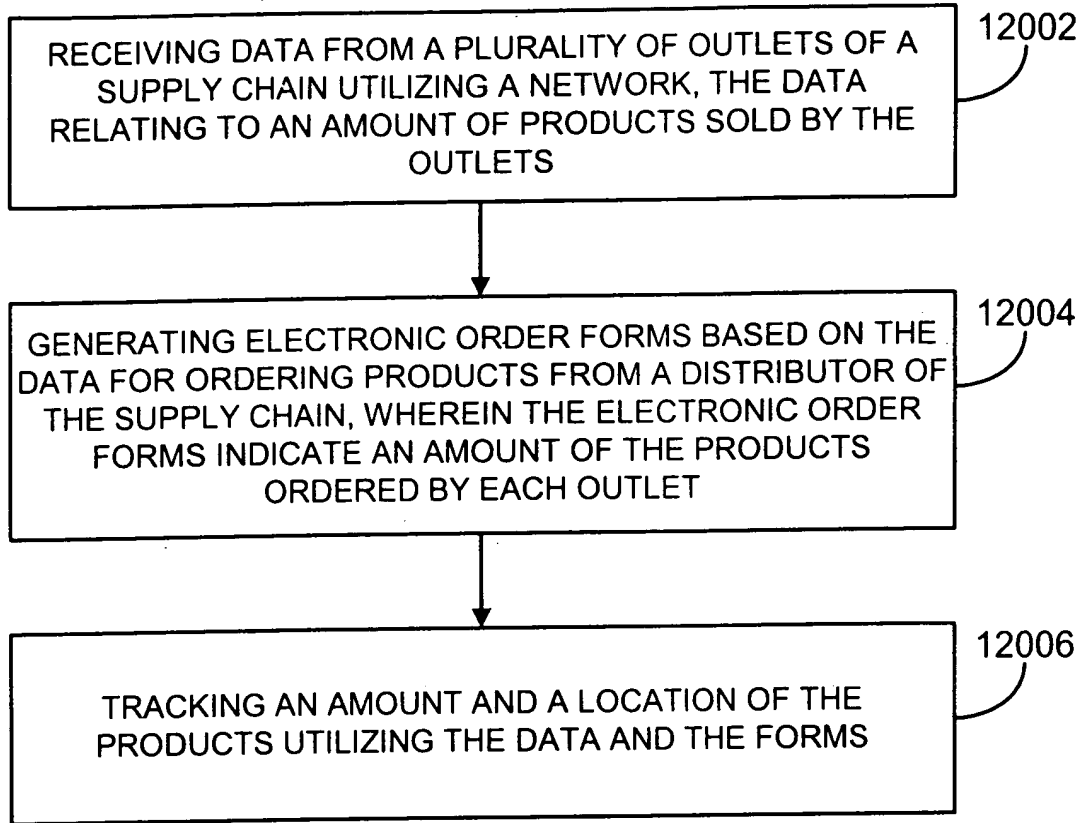 12002
RECEIVING DATA FROM A PLURALITY OF OUTLETS OF A
SUPPLY CHAIN UTILIZING A NETWORK, THE DATA
RELATING TO AN AMOUNT OF PRODUCTS SOLD BY THE
OUTLETS
12004
GENERATING ELECTRONIC ORDER FORMS BASED ON THE
DATA FOR ORDERING PRODUCTS FROM A DISTRIBUTOR OF
THE SUPPLY CHAIN, WHEREIN THE ELECTRONIC ORDER
FORMS INDICATE AN AMOUNT OF THE PRODUCTS
ORDERED BY EACH OUTLET
12006
TRACKING AN AMOUNT AND A LOCATION OF THE
PRODUCTS UTILIZING THE DATA AND THE FORMS